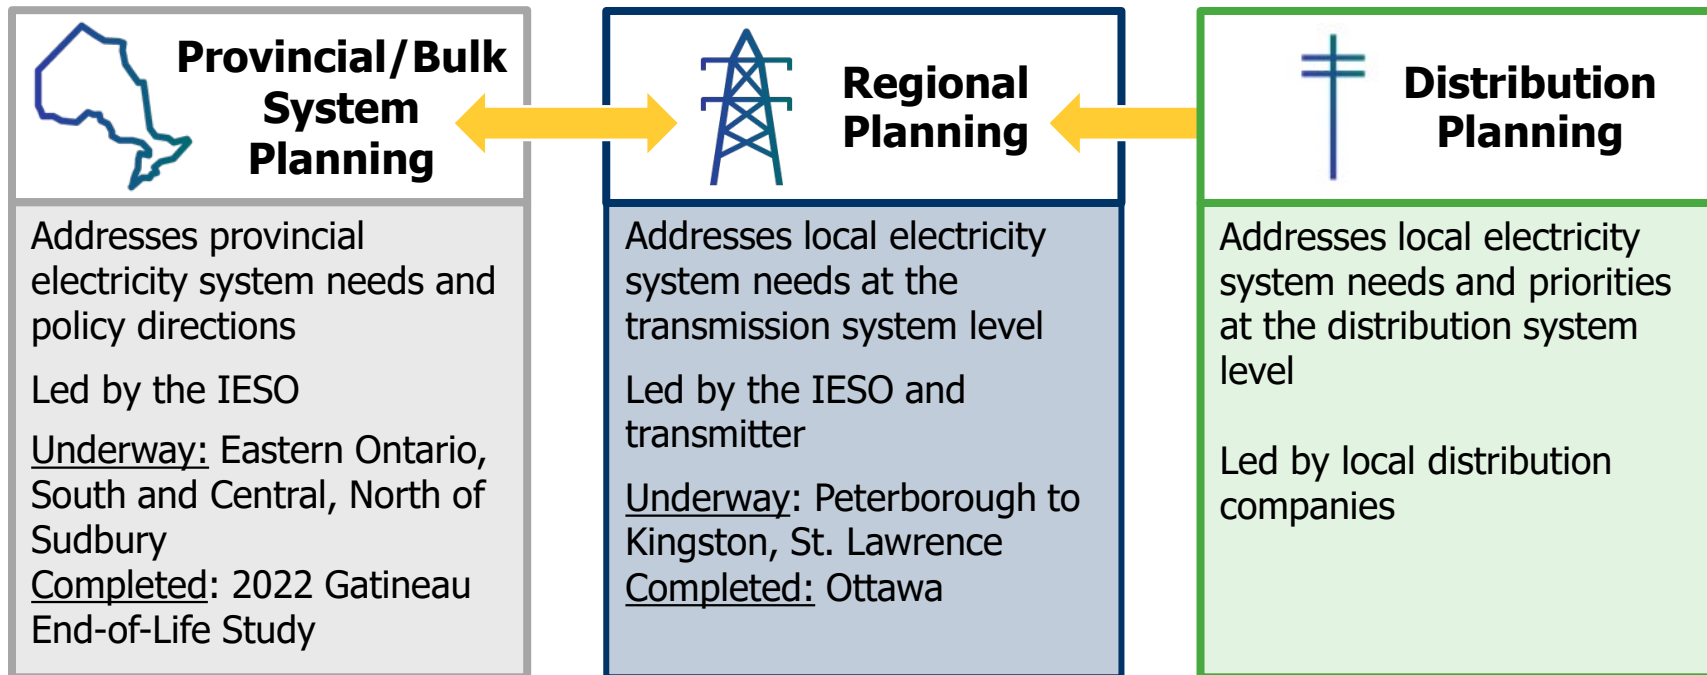 Provincial/Bulk
System
Planning
Addresses provincial
electricity system needs and
policy directions
Led by the IESO
Underway: Eastern Ontario,
South and Central, North of
Sudbury
Completed: 2022 Gatineau
End-of-Life Study
Regional
Planning
Addresses local electricity
system needs at the
transmission system level
Led by the IESO and
transmitter
Underway: Peterborough to
Kingston, St. Lawrence
Completed: Ottawa
Distribution
Planning
Addresses local electricity
system needs and priorities
at the distribution system
level
Led by local distribution
companies